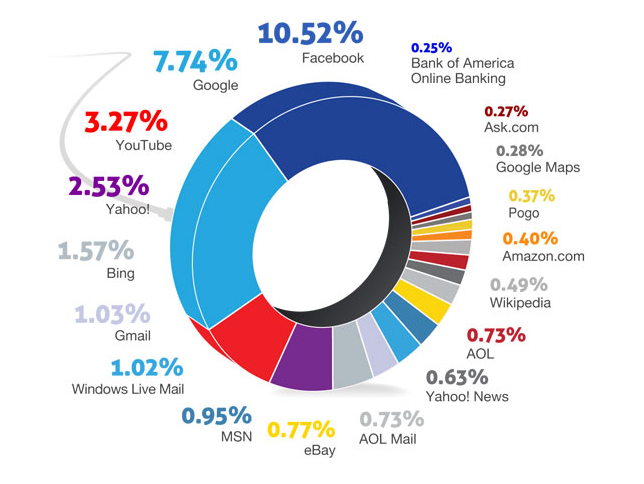 10.52%
Facebook
7.74%
Google
3.27%
YouTube
2.53%
Yahoo!
1.57%
Bing
1.03%
Gmail
1.02%
Windows Live Mail
0.95%
MSN
0.77%
eBay
0.73%
AOL Mail
0.63%
Yahoo! News
0.73%
AOL
0.49%
Wikipedia
0.40%
Amazon.com
0.37%
Pogo
0.28%
Google Maps
0.27%
Ask.com
0.25%
Bank of America
Online Banking